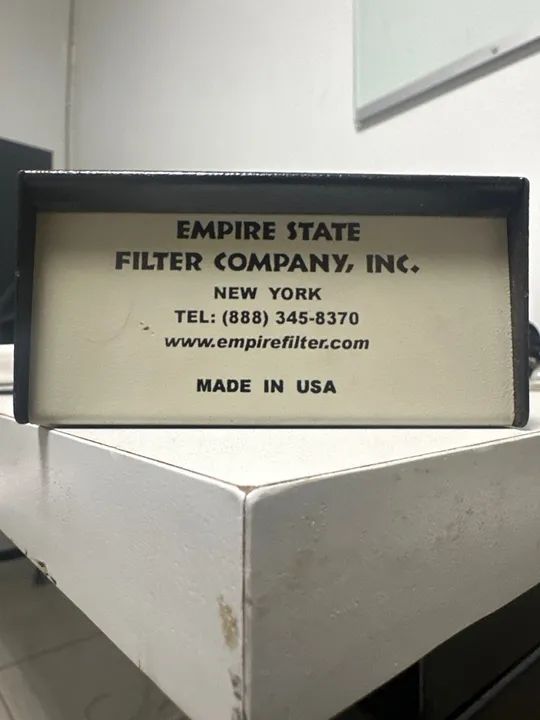 EMPIRE STATE
FILTER COMPANY, INC.
NEW YORK
TEL: (888) 345-8370
www.empirefilter.com
MADE IN USA